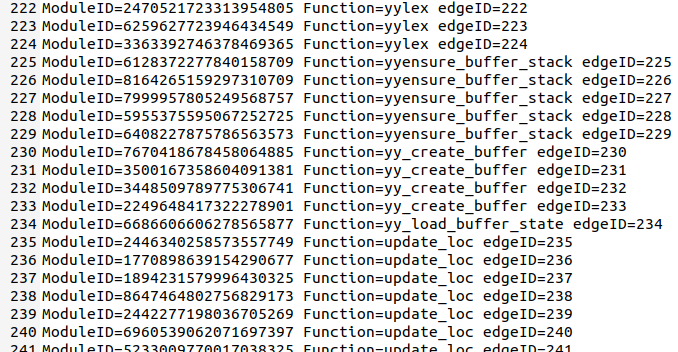 222 ModuleID=2470521723313954805 Function=yylex edgeID=222
223 ModuleID=6259627723946434549 Function=yylex edgeID=223
224 ModuleID=3363392746378469365 Function=yylex edgeID=224
225 ModuleID=6128372277840158709 Function=yyensure_buffer_stack edgeID=225
226 ModuleID=8164265159297310709 Function=yyensure_buffer_stack edgeID=226
227 ModuleID=7999957805249568757 Function=yyensure_buffer_stack edgeID=227
228 ModuleID=5955375595067252725 Function=yyensure_buffer_stack edgeID=228
229 ModuleID=6408227875786563573 Function=yyensure_buffer_stack edgeID=229
230 ModuleID=7670418678458064885 Function=yy_create_buffer edgeID=230
231 ModuleID=3500167358604091381 Function=yy_create_buffer edgeID=231
232 ModuleID=3448509789775306741 Function=yy_create_buffer edgeID=232
233 ModuleID=2249648417322278901 Function=yy_create_buffer edgeID=233
234 ModuleID=6686606606278565877 Function=yy_load_buffer_state edgeID=234
235 ModuleID=2446340258573557749 Function=update_loc edgeID=235
236 ModuleID=1770898639154290677 Function=update_loc edgeID=236
237 ModuleID=1894231579996430325 Function=update_loc edgeID=237
238 ModuleID=8647464802756829173 Function=update_loc edgeID=238
239 ModuleID=2442277198036705269 Function=update_loc edgeID=239
240 ModuleID=6960539062071697397 Function=update_loc edgeID=240
241 ModuleID=5233009770017038325 Function=update_loc edgeID=241